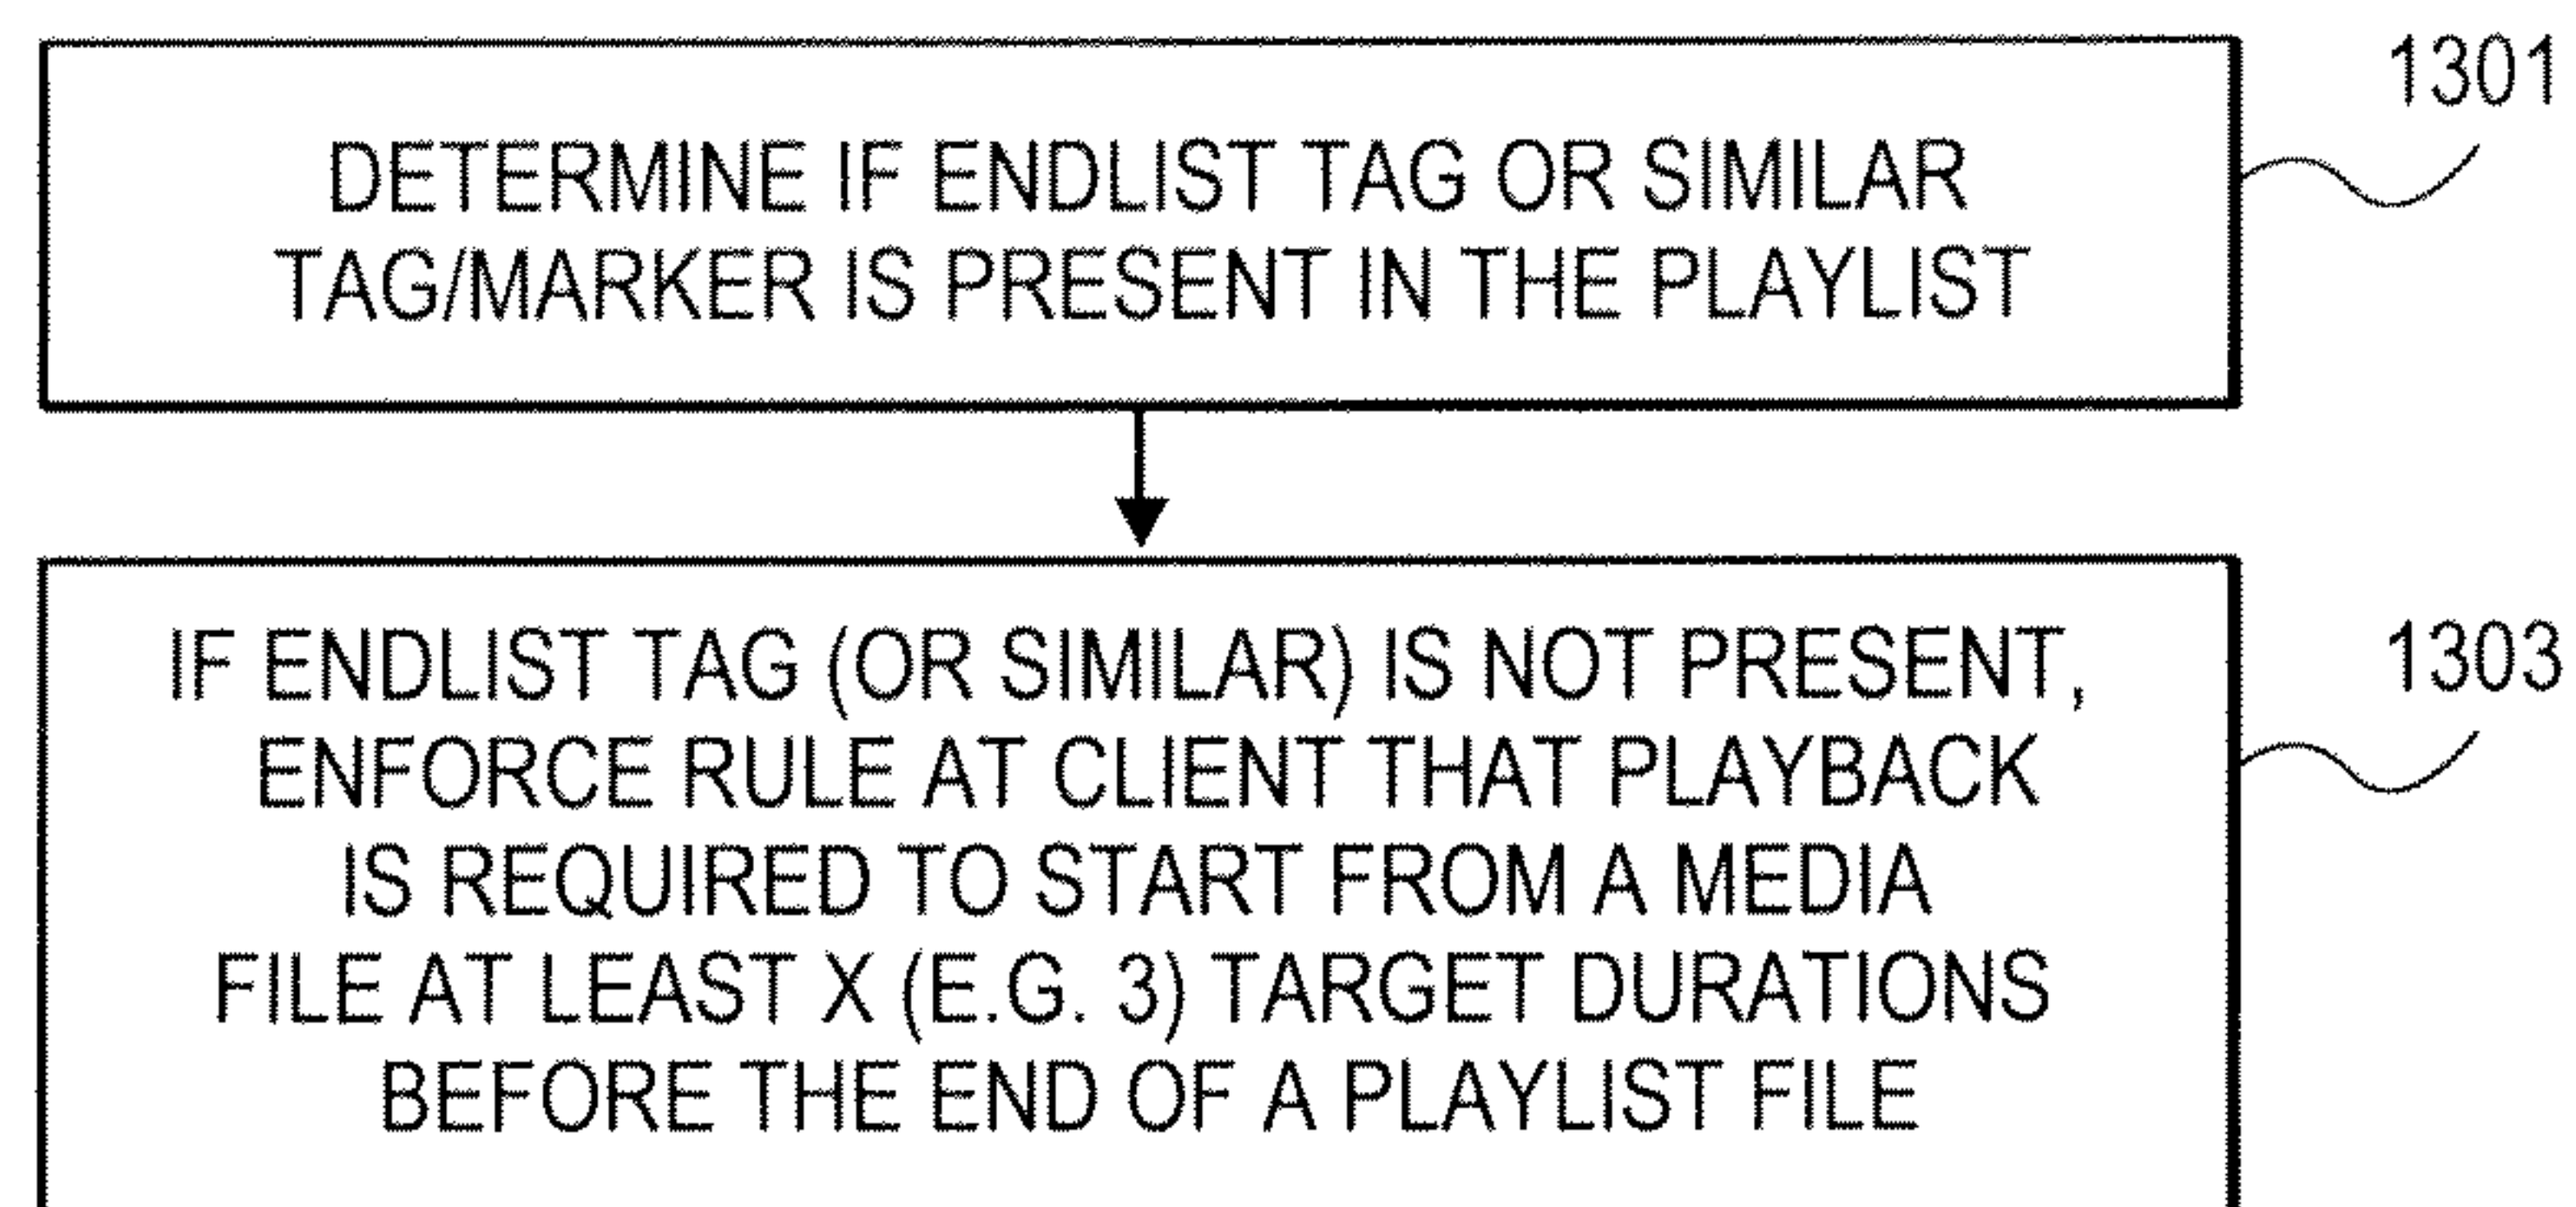 1301
DETERMINE IF ENDLIST TAG OR SIMILAR
TAG/MARKER IS PRESENT IN THE PLAYLIST
1303
IF ENDLIST TAG (OR SIMILAR) IS NOT PRESENT,
ENFORCE RULE AT CLIENT THAT PLAYBACK
IS REQUIRED TO START FROM A MEDIA
FILE AT LEAST X (E.G. 3) TARGET DURATIONS
BEFORE THE END OF A PLAYLIST FILE